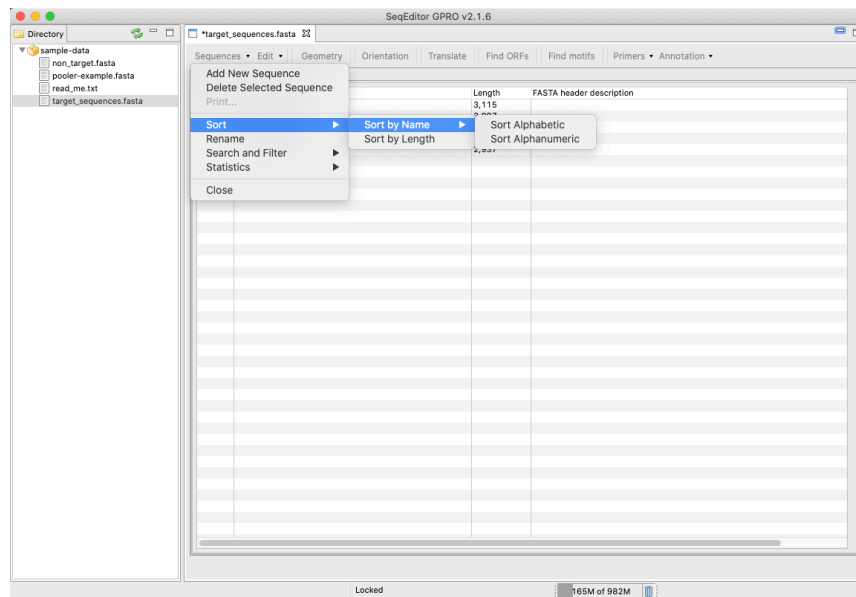 SeqEditor GPRO v2.1.6
Directory
*target_sequences.fasta
sample-data
non_target.fasta
pooler-example.fasta
read_me.txt
target_sequences.fasta
Sequences Edit Geometry Orientation Translate Find ORFs Find motifs Primers Annotation
Add New Sequence
Delete Selected Sequence
Print...
Sort
Rename
Search and Filter
Statistics
Close
Sort by Name
Sort by Length
Sort Alphabetic
Sort Alphanumeric
Length FASTA header description
3,115
2,937
Locked
165M of 982M